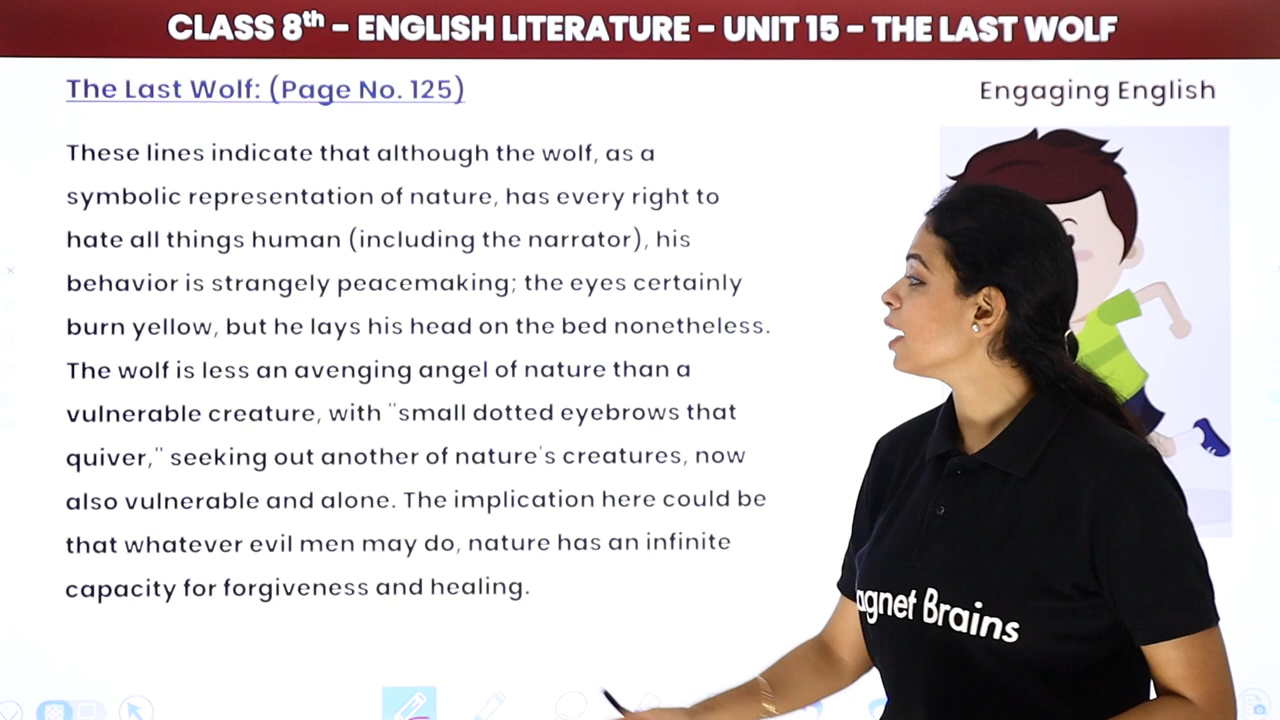 CLASS 8th - ENGLISH LITERATURE - UNIT 15 - THE LAST WOLF
The Last Wolf: (Page No. 125)
Engaging English
These lines indicate that although the wolf, as a
symbolic representation of nature, has every right to
hate all things human (including the narrator), his
behavior is strangely peacemaking; the eyes certainly
burn yellow, but he lays his head on the bed nonetheless.
The wolf is less an avenging angel of nature than a
vulnerable creature, with "small dotted eyebrows that
quiver," seeking out another of nature's creatures, now
also vulnerable and alone. The implication here could be
that whatever evil men may do, nature has an infinite
capacity for forgiveness and healing.
agnet Brains